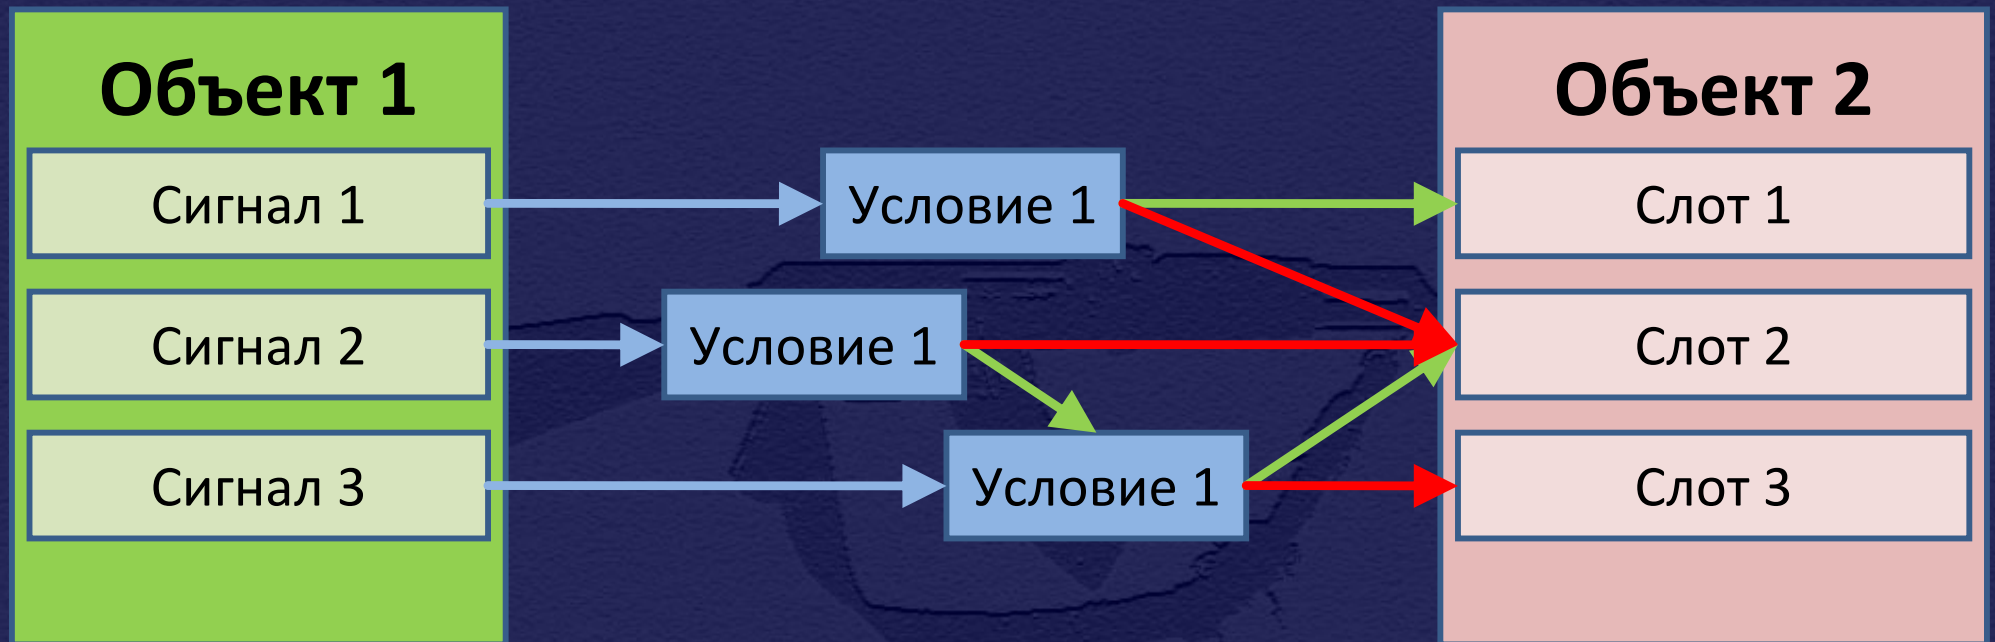 Объект 1
Объект 2
Сигнал 1
Условие 1
Слот 1
Сигнал 2
Условие 1
Слот 2
Сигнал 3
Условие 1
Слот 3